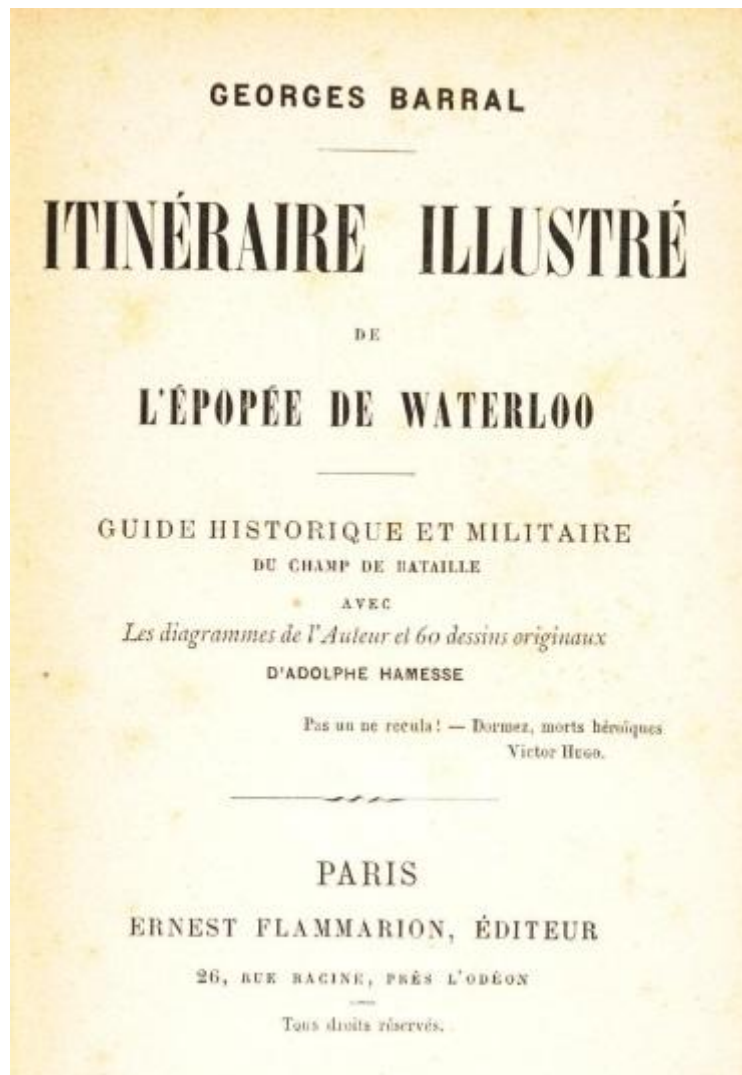 GEORGES BARRAL
ITINÉRAIRE ILLUSTRÉ
DE
L'ÉPOPÉE DE WATERLOO
GUIDE HISTORIQUE ET MILITAIRE
DU CHAMP DE BATAILLE
AVEC
Les diagrammes de l'Auteur et 60 dessins originaux
D'ADOLPHE HAMESSE
Pas un ne recula! — Dormez, morts héroïques
Victor HUGO.
PARIS
ERNEST FLAMMARION, ÉDITEUR
26, RUE RACINE, PRÈS L'ODÉON
Tous droits réservés.